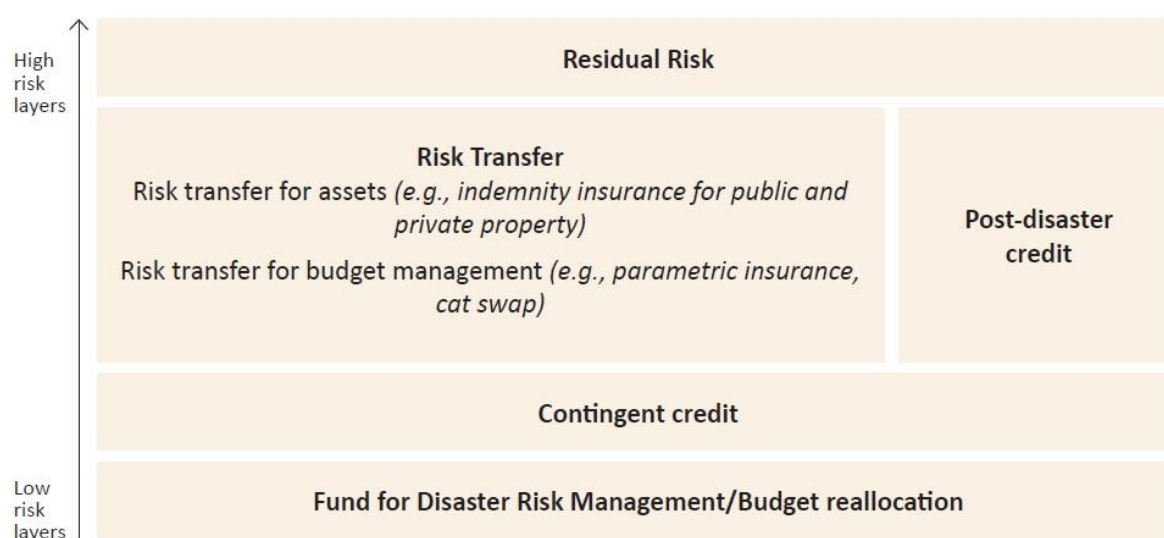 High
risk
layers
Residual Risk
Risk Transfer
Risk transfer for assets (e.g., indemnity insurance for public and
private property)
Risk transfer for budget management (e.g., parametric insurance,
cat swap)
Post-disaster
credit
Contingent credit
Low
risk
layers
Fund for Disaster Risk Management/Budget reallocation